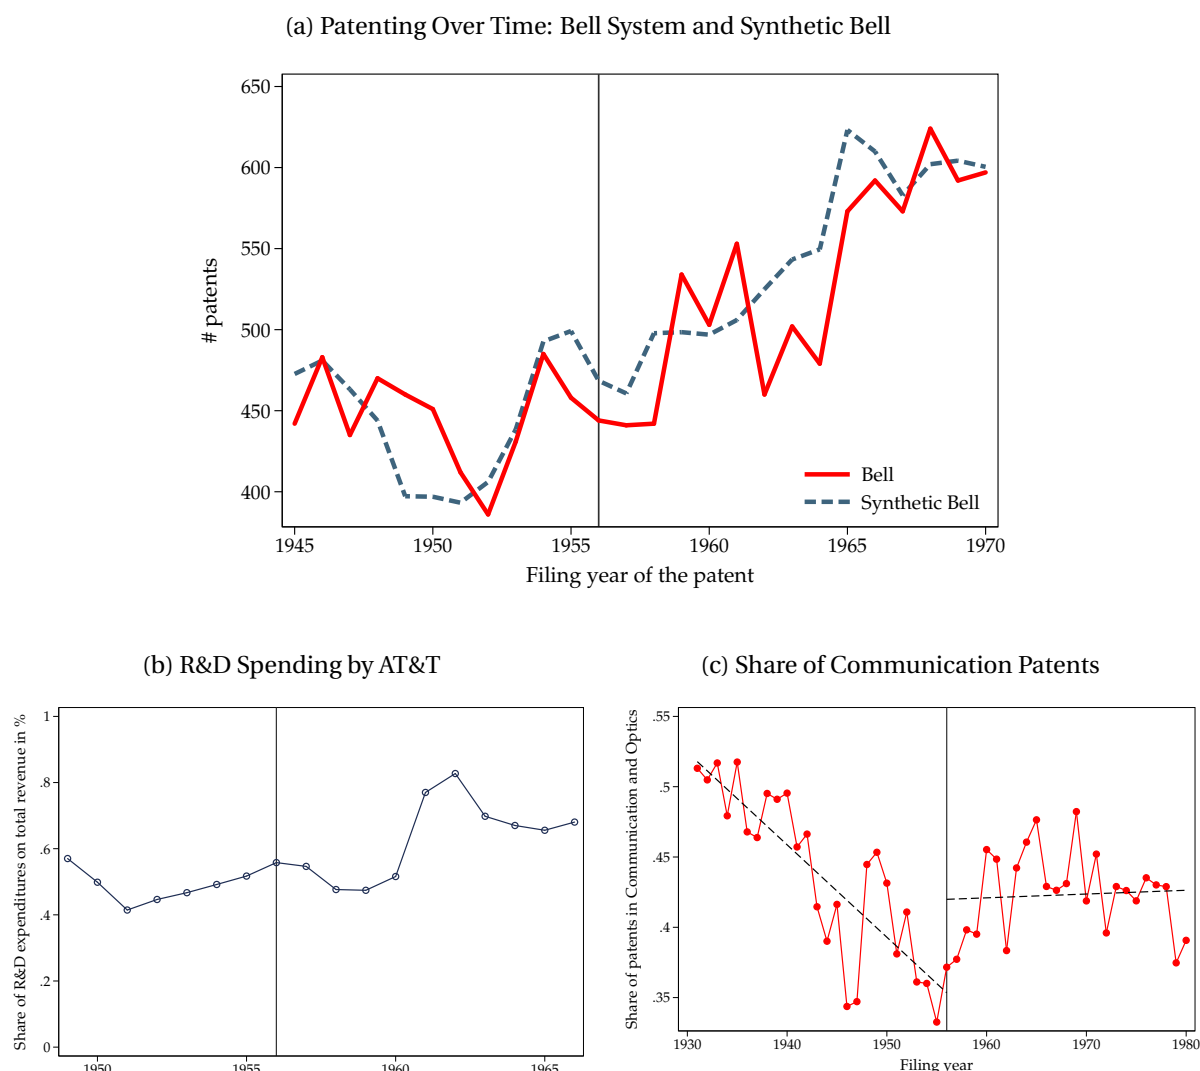 (a) Patenting Over Time: Bell System and Synthetic Bell
650
600
550
500
450
400
# patents
Bell
Synthetic Bell
1945 1950 1955 1960 1965 1970
Filing year of the patent
(b) R&D Spending by AT&T
Share of R&D expenditures on total revenue in %
1
.8
.6
.4
.2
0
1950 1955 1960 1965
(c) Share of Communication Patents
Share of patents in Communication and Optics
.55
.5
.45
.4
.35
1930 1940 1950 1960 1970 1980
Filing year